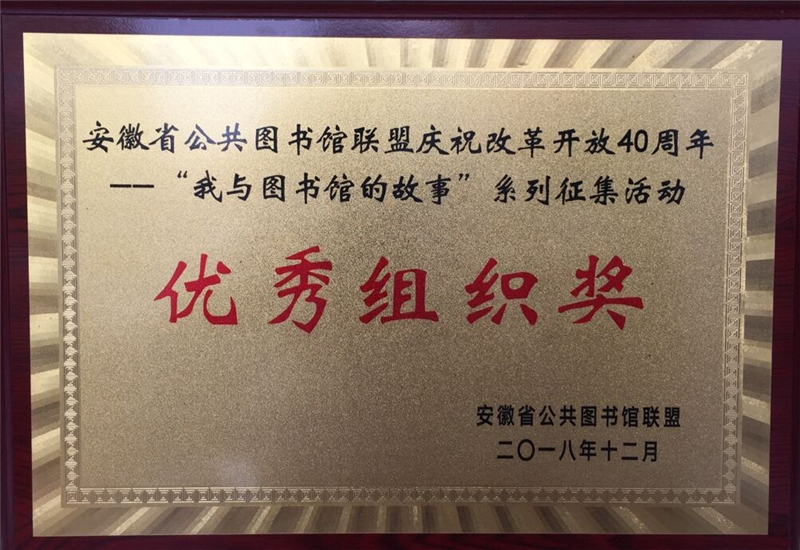 安徽省公共图书馆联盟庆祝改革开放40周年
——“我与图书馆的故事”系列征集活动
优秀组织奖
安徽省公共图书馆联盟
二〇一八年十二月